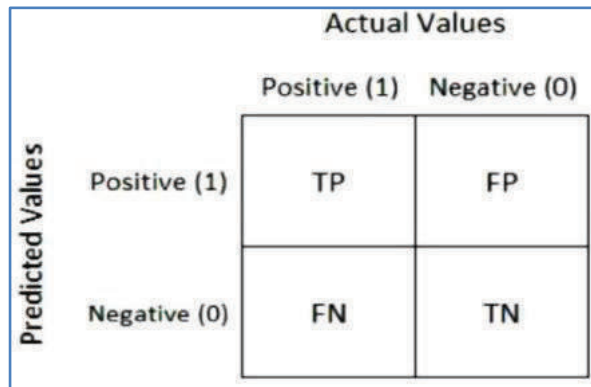 Actual Values
Positive (1) Negative (0)
Predicted Values
Positive (1) TP FP
Negative (0) FN TN